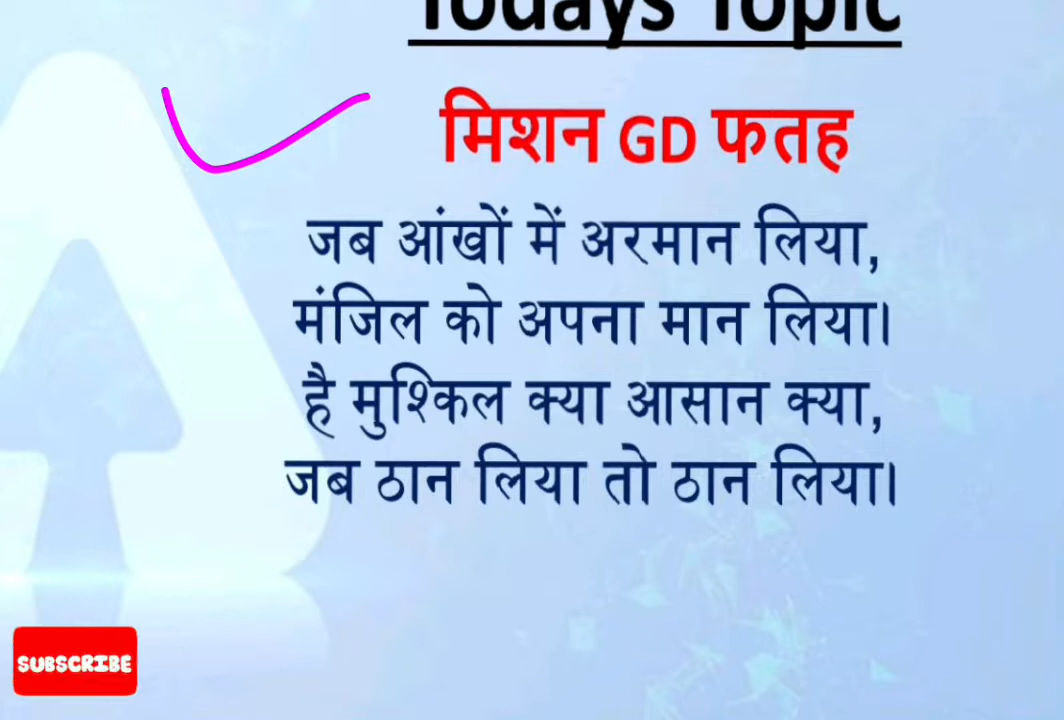 Todays Topic
मिशन GD फतह
जब आंखों में अरमान लिया,
मंजिल को अपना मान लिया।
है मुश्किल क्या आसान क्या,
जब ठान लिया तो ठान लिया।
SUBSCRIBE